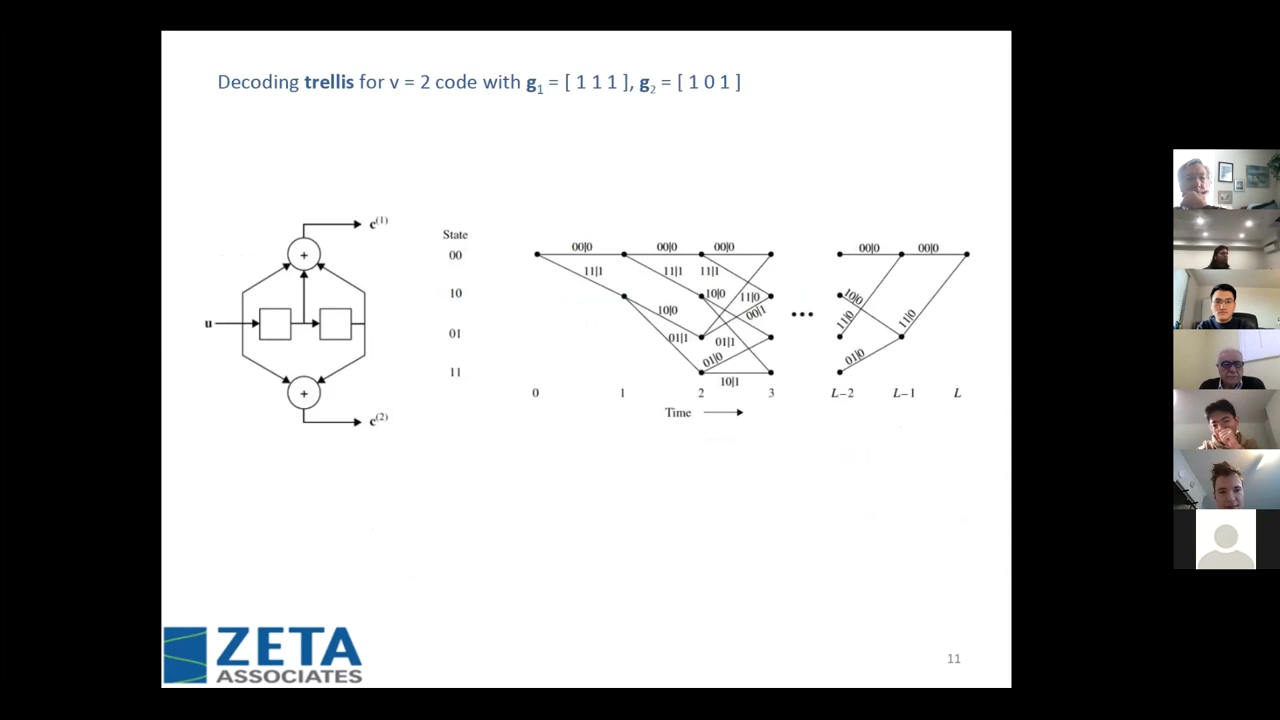 Decoding trellis for v = 2 code with g1 = [ 1 1 1 ], g2 = [ 1 0 1 ]
c(1)
u
+
+
c(2)
State
00
10
01
11
00|0
00|0
00|0
00|0
00|0
11|1
11|1
11|1
10|0
10|0
11|0
00|1
01|1
01|1
01|0
10|1
...
10|0
11|0
11|0
01|0
0
1
2
3
L−2
L−1
L
Time
ZETA
ASSOCIATES
11